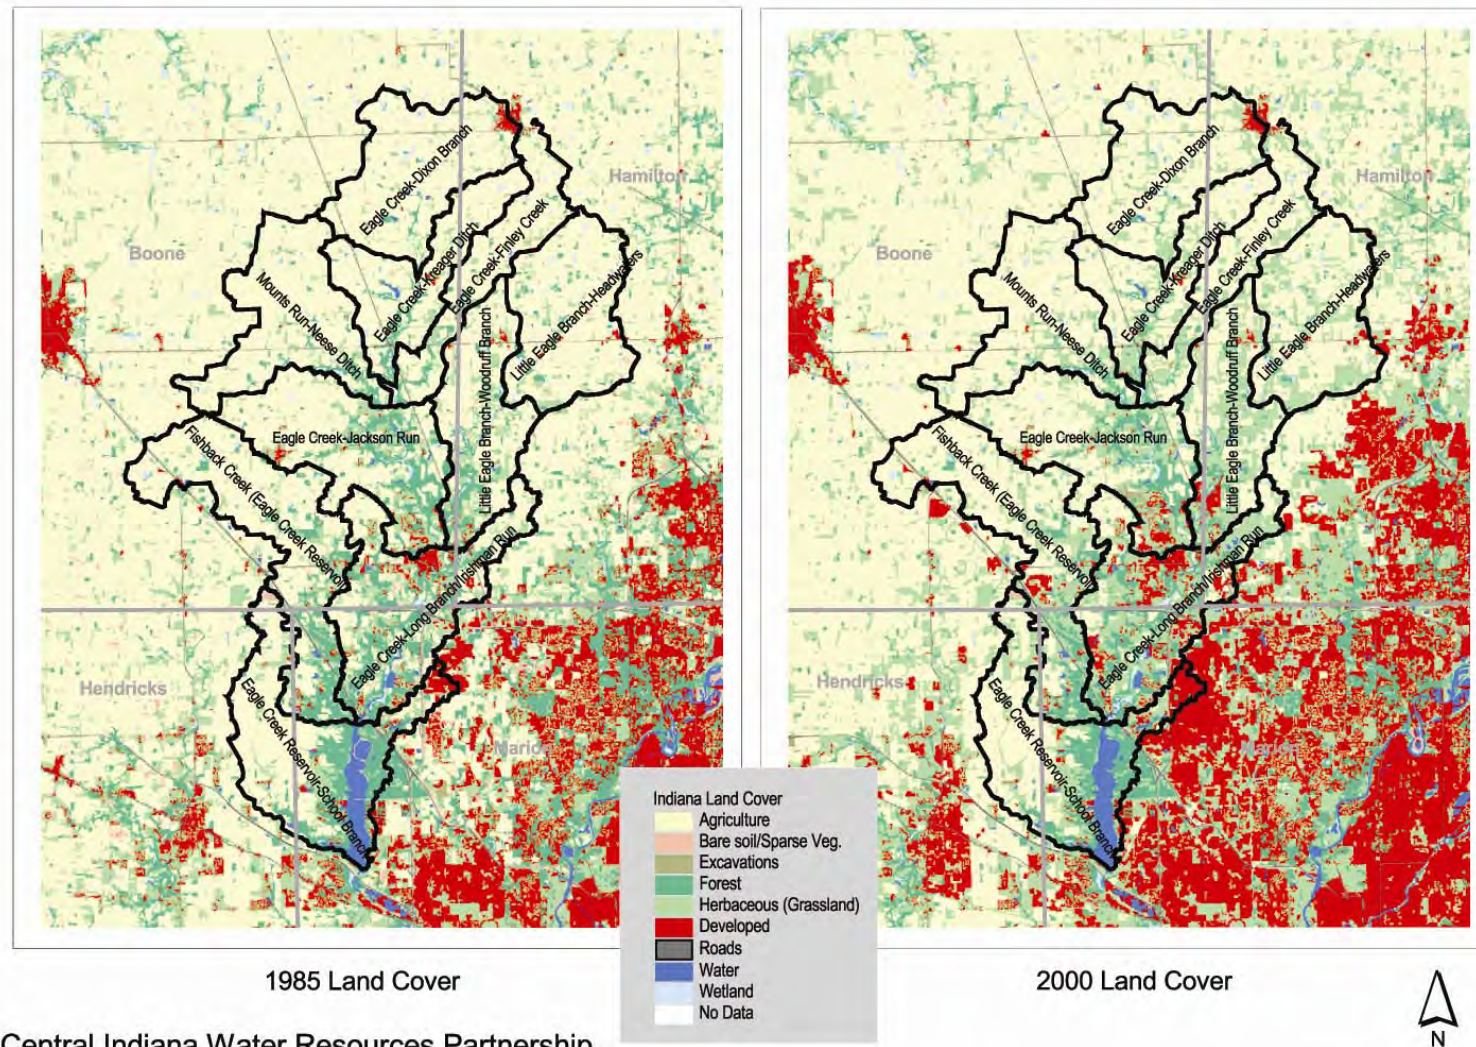 Hamilton
Boone
Eagle Creek-Dixon Branch
Eagle Creek-Kreager Ditch
Eagle Creek-Finley Creek
Mounts Run-Neese Ditch
Little Eagle Branch-Headwaters
Little Eagle Branch-Woodruff Branch
Eagle Creek-Jackson Run
Fishback Creek (Eagle Creek Reservoir)
Eagle Creek-Long Branch/Irishman Run
Hendricks
Eagle Creek Reservoir-School Branch
Marion
Hamilton
Boone
Eagle Creek-Dixon Branch
Eagle Creek-Kreager Ditch
Eagle Creek-Finley Creek
Mounts Run-Neese Ditch
Little Eagle Branch-Headwaters
Little Eagle Branch-Woodruff Branch
Eagle Creek-Jackson Run
Fishback Creek (Eagle Creek Reservoir)
Eagle Creek-Long Branch/Irishman Run
Hendricks
Eagle Creek Reservoir-School Branch
Marion
Indiana Land Cover
Agriculture
Bare soil/Sparse Veg.
Excavations
Forest
Herbaceous (Grassland)
Developed
Roads
Water
Wetland
No Data
1985 Land Cover
2000 Land Cover
N
Central Indiana Water Resources Partnership